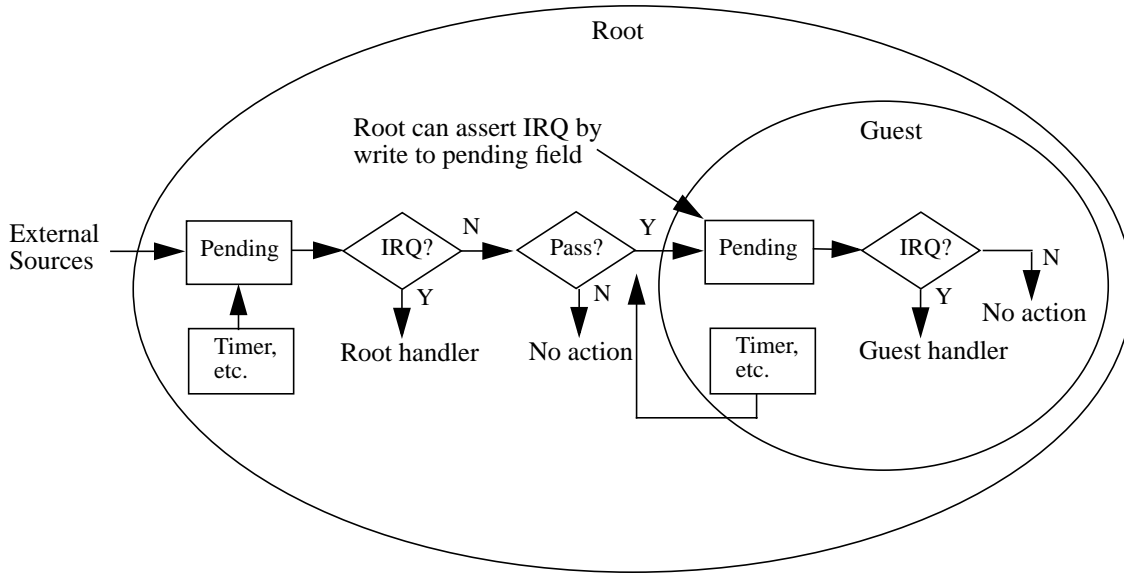 Root
Root can assert IRQ by
write to pending field
Guest
External
Sources
Pending
IRQ?
N
Pass?
Y
Pending
IRQ?
N
Y
N
Y
Timer,
etc.
Root handler
No action
Timer,
etc.
Guest handler
No action